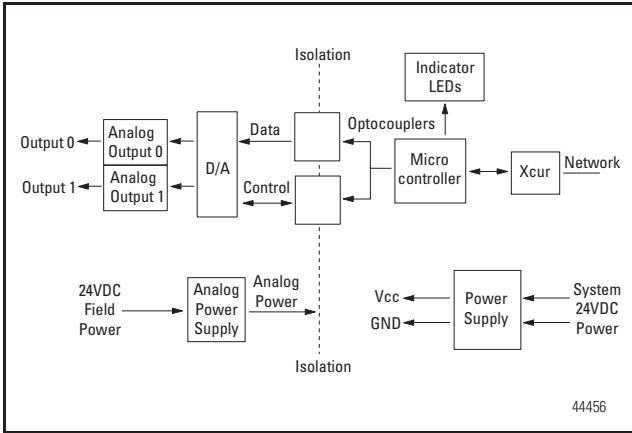 Isolation
Indicator
LEDs
Output 0
Analog
Output 0
D/A
Data
Optocouplers
Micro
controller
Xcur
Network
Output 1
Analog
Output 1
Control
24VDC
Field
Power
Analog
Power
Supply
Analog
Power
Vcc
GND
Power
Supply
System
24VDC
Power
Isolation
44456